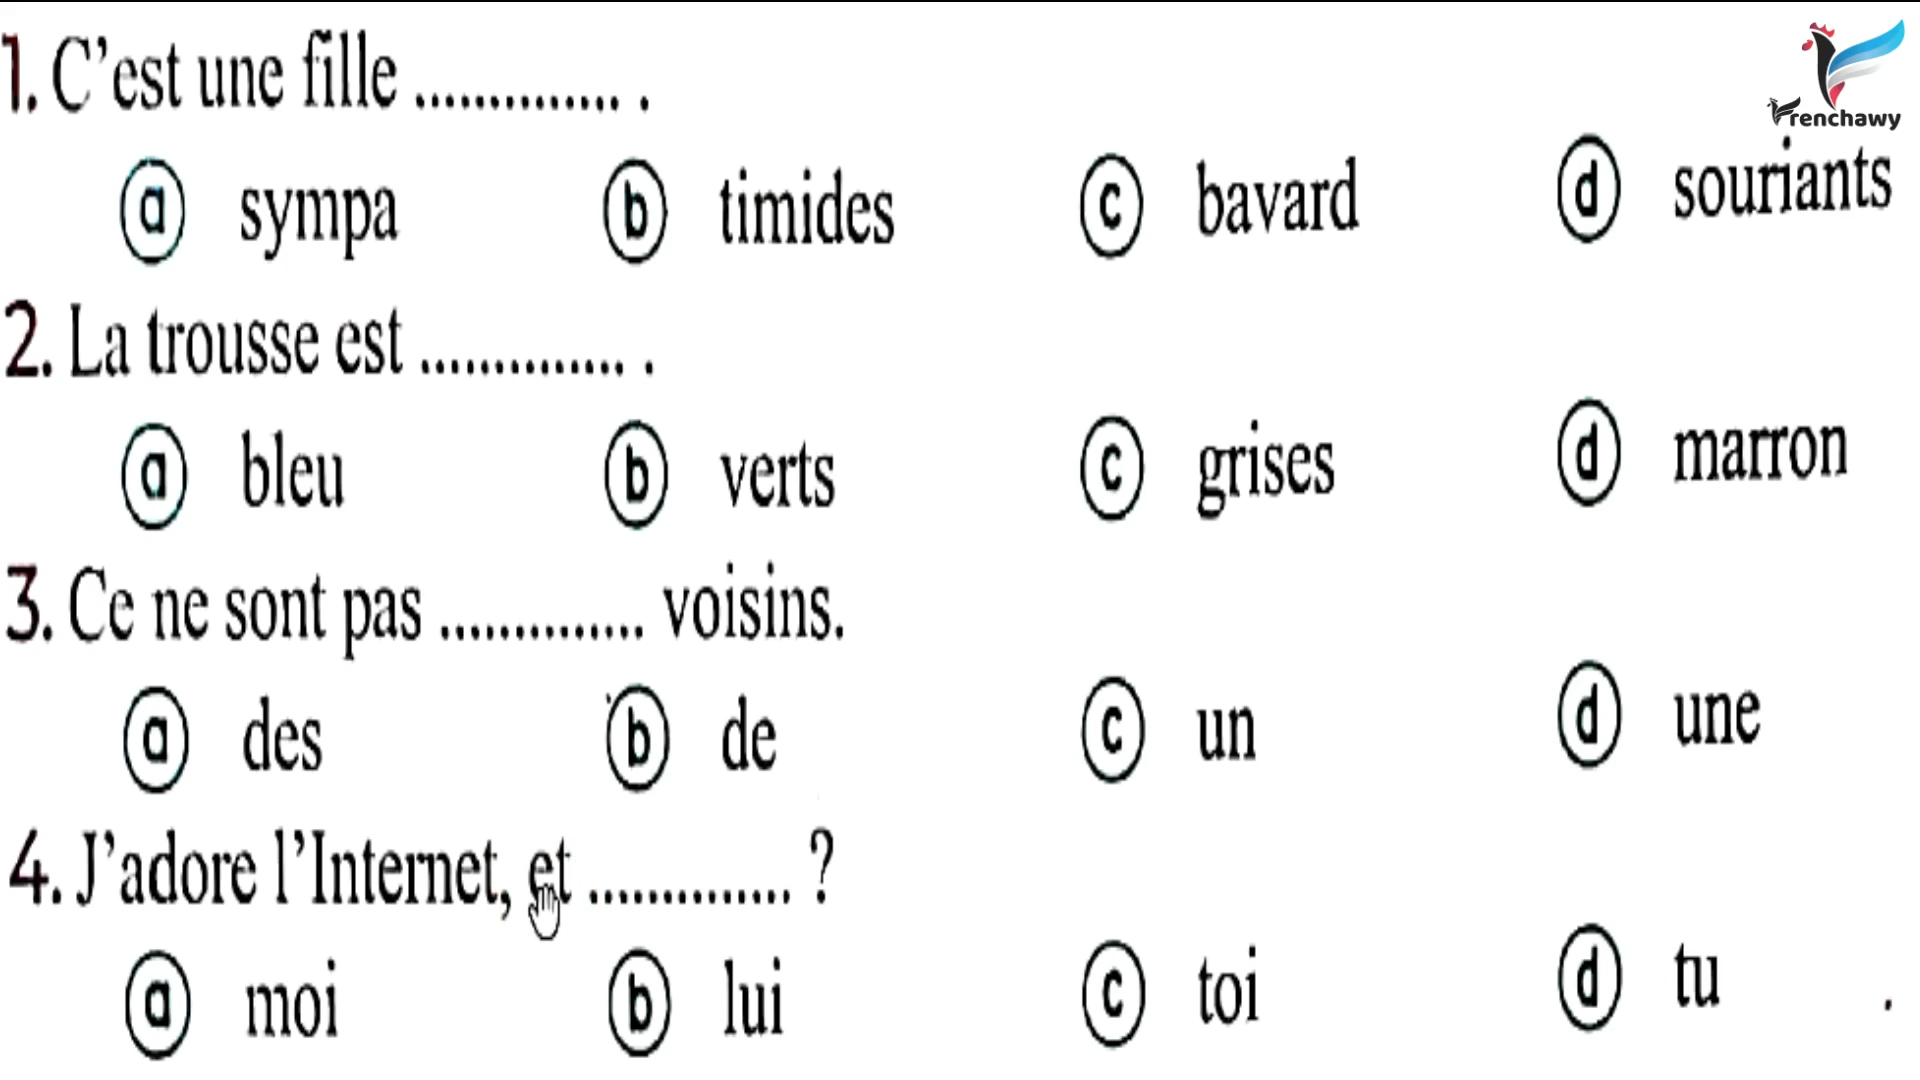 Frenchawy
1. C'est une fille .............. .
a sympa b timides c bavard d souriants
2. La trousse est .............. .
a bleu b verts c grises d marron
3. Ce ne sont pas .............. voisins.
a des b de c un d une
4. J'adore l'Internet, et .............. ?
a moi b lui c toi d tu .